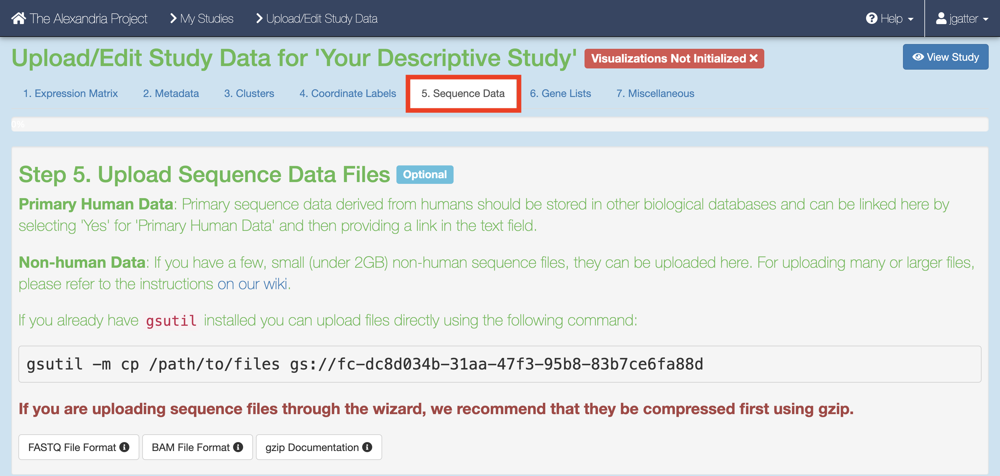 The Alexandria Project My Studies Upload/Edit Study Data Help jgatter
Upload/Edit Study Data for 'Your Descriptive Study' Visualizations Not Initialized View Study
1. Expression Matrix 2. Metadata 3. Clusters 4. Coordinate Labels 5. Sequence Data 6. Gene Lists 7. Miscellaneous
0%
Step 5. Upload Sequence Data Files Optional
Primary Human Data: Primary sequence data derived from humans should be stored in other biological databases and can be linked here by
selecting 'Yes' for 'Primary Human Data' and then providing a link in the text field.
Non-human Data: If you have a few, small (under 2GB) non-human sequence files, they can be uploaded here. For uploading many or larger files,
please refer to the instructions on our wiki.
If you already have gsutil installed you can upload files directly using the following command:
gsutil -m cp /path/to/files gs://fc-dc8d034b-31aa-47f3-95b8-83b7ce6fa88d
If you are uploading sequence files through the wizard, we recommend that they be compressed first using gzip.
FASTQ File Format BAM File Format gzip Documentation